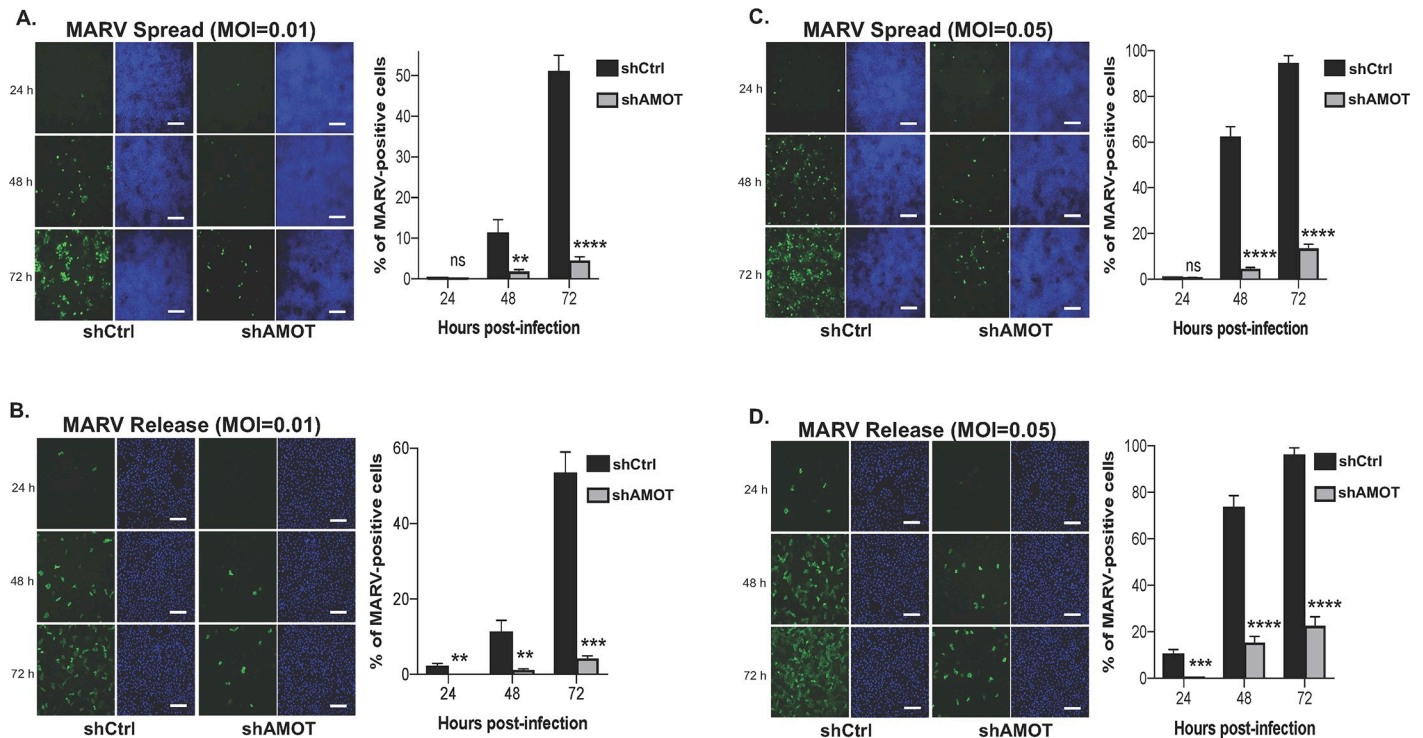 A.
MARV Spread (MOI=0.01)
24 h
48 h
72 h
shCtrl
shAMOT
% of MARV-positive cells
50
40
30
20
10
0
ns
**
****
24
48
72
Hours post-infection
shCtrl
shAMOT
B.
MARV Release (MOI=0.01)
24 h
48 h
72 h
shCtrl
shAMOT
% of MARV-positive cells
60
40
20
0
**
**
***
24
48
72
Hours post-infection
shCtrl
shAMOT
C.
MARV Spread (MOI=0.05)
24 h
48 h
72 h
shCtrl
shAMOT
% of MARV-positive cells
100
80
60
40
20
0
ns
****
****
24
48
72
Hours post-infection
shCtrl
shAMOT
D.
MARV Release (MOI=0.05)
24 h
48 h
72 h
shCtrl
shAMOT
% of MARV-positive cells
100
80
60
40
20
0
***
****
****
24
48
72
Hours post-infection
shCtrl
shAMOT